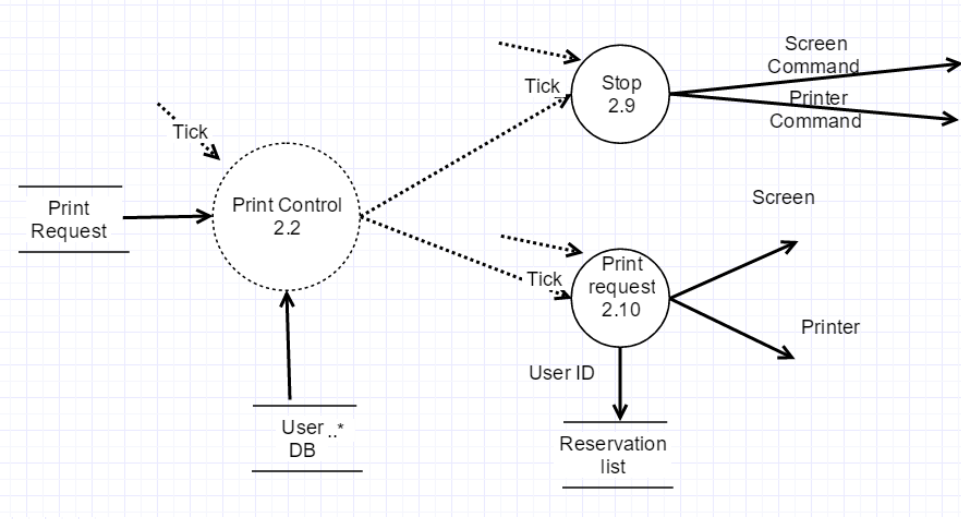 Screen
Command
Tick
Stop
2.9
Printer
Command
Tick
Print
Request
Print Control
2.2
Screen
Tick
Print
request
2.10
Printer
User ID
User ..*
DB
Reservation
list